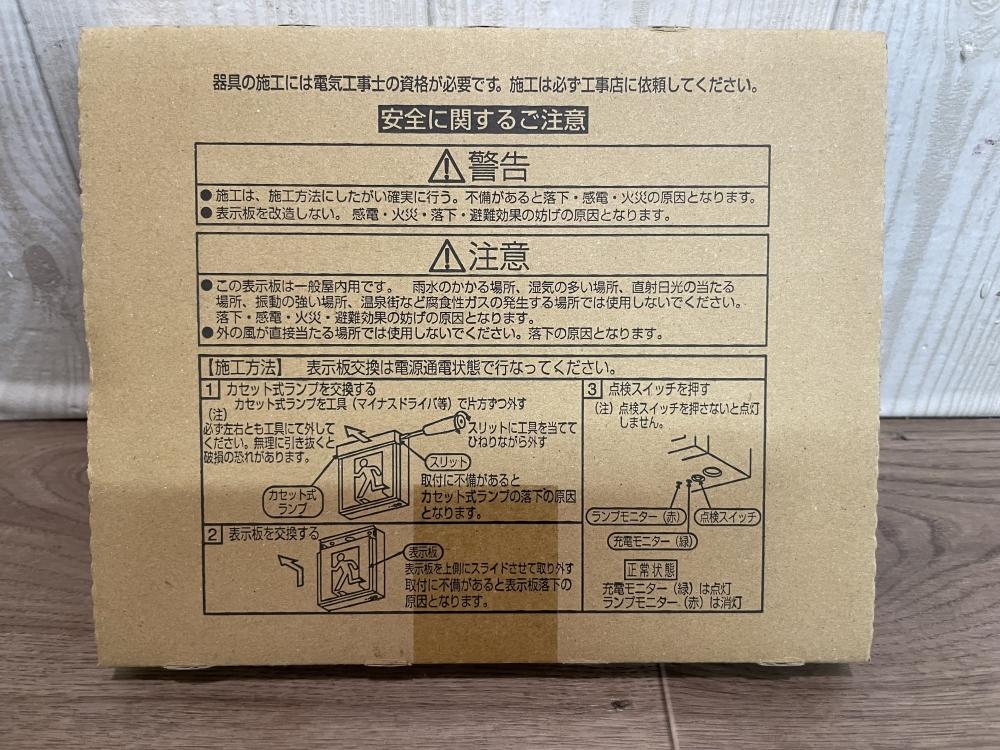 器具の施工には電気工事士の資格が必要です。施工は必ず工事店に依頼してください。
安全に関するご注意
⚠警告
●施工は、施工方法にしたがい確実に行う。不備があると落下・感電・火災の原因となります。
●表示板を改造しない。 感電・火災・落下・避難効果の妨げの原因となります。
⚠注意
●この表示板は一般屋内用です。 雨水のかかる場所、湿気の多い場所、直射日光の当たる
場所、振動の強い場所、温泉街など腐食性ガスの発生する場所では使用しないでください。
落下・感電・火災・避難効果の妨げの原因となります。
●外の風が直接当たる場所では使用しないでください。落下の原因となります。
【施工方法】 表示板交換は電源通電状態で行なってください。
1 カセット式ランプを交換する
カセット式ランプを工具（マイナスドライバ等）で片方ずつ外す
（注）
必ず左右とも工具にて外して
ください。無理に引き抜くと
破損の恐れがあります。
スリットに工具を当てて
ひねりながら外す
スリット
カセット式
ランプ
取付に不備があると
カセット式ランプの落下の原因
となります。
2 表示板を交換する
表示板
表示板を上側にスライドさせて取り外す
取付に不備があると表示板落下の
原因となります。
3 点検スイッチを押す
（注）点検スイッチを押さないと点灯
しません。
ランプモニター（赤）
点検スイッチ
充電モニター（緑）
正常状態
充電モニター（緑）は点灯
ランプモニター（赤）は消灯